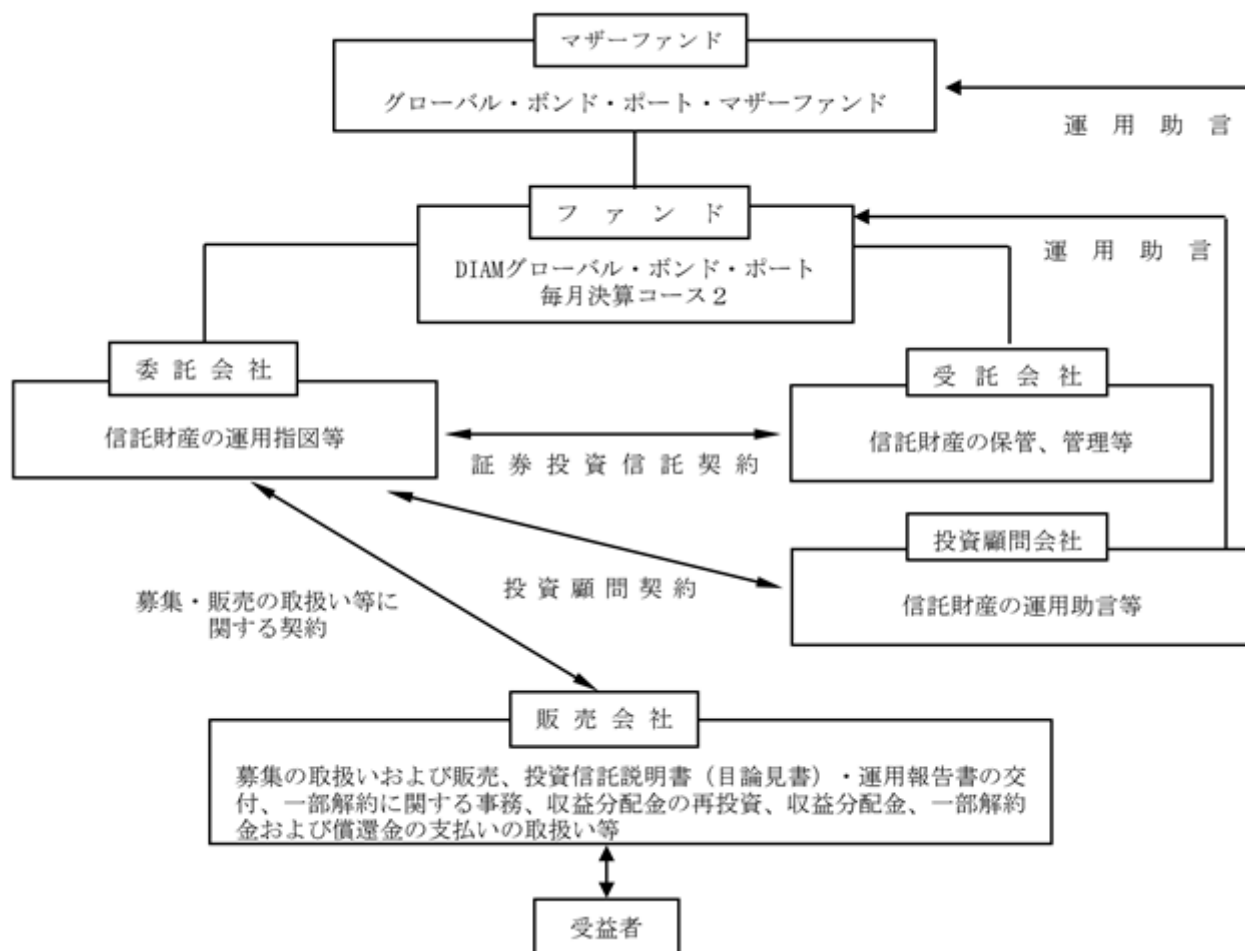 マザーファンド
グローバル・ボンド・ポート・マザーファンド
運用助言
ファンド
運用助言
DIAMグローバル・ボンド・ポート
毎月決算コース2
委託会社
受託会社
信託財産の運用指図等
信託財産の保管、管理等
証券投資信託契約
投資顧問会社
投資顧問契約
信託財産の運用助言等
募集・販売の取扱い等に
関する契約
販売会社
募集の取扱いおよび販売、投資信託説明書(目論見書)・運用報告書の交
付、一部解約に関する事務、収益分配金の再投資、収益分配金、一部解約
金および償還金の支払いの取扱い等
受益者